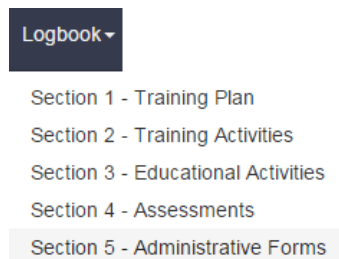 Logbook
Section 1 - Training Plan
Section 2 - Training Activities
Section 3 - Educational Activities
Section 4 - Assessments
Section 5 - Administrative Forms